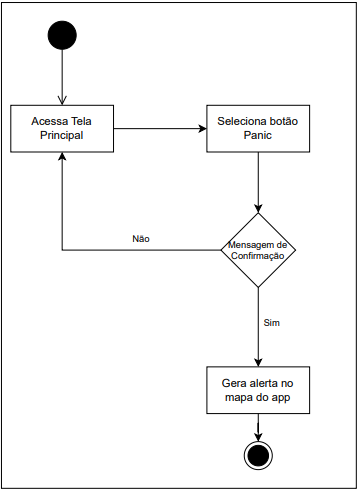 Acessa Tela
Principal
Seleciona botão
Panic
Mensagem de
Confirmação
Não
Sim
Gera alerta no
mapa do app